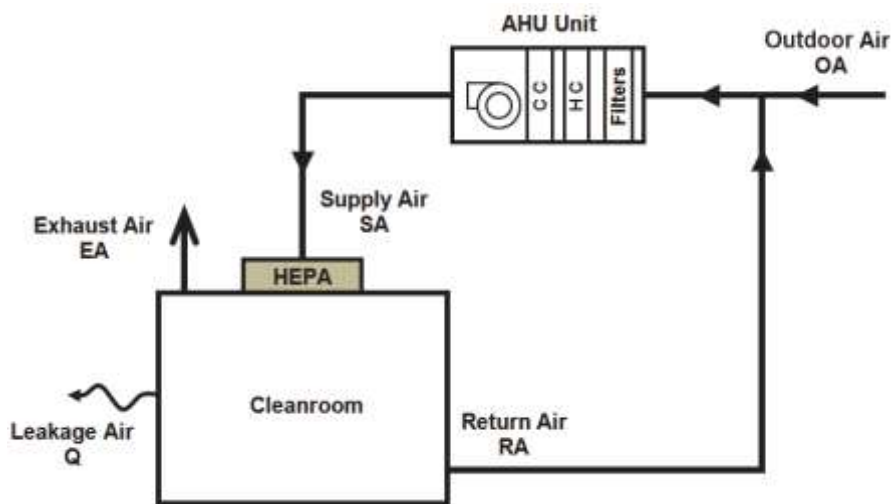 AHU Unit
Outdoor Air
OA
C C
H C
Filters
Supply Air
SA
Exhaust Air
EA
HEPA
Cleanroom
Leakage Air
Q
Return Air
RA